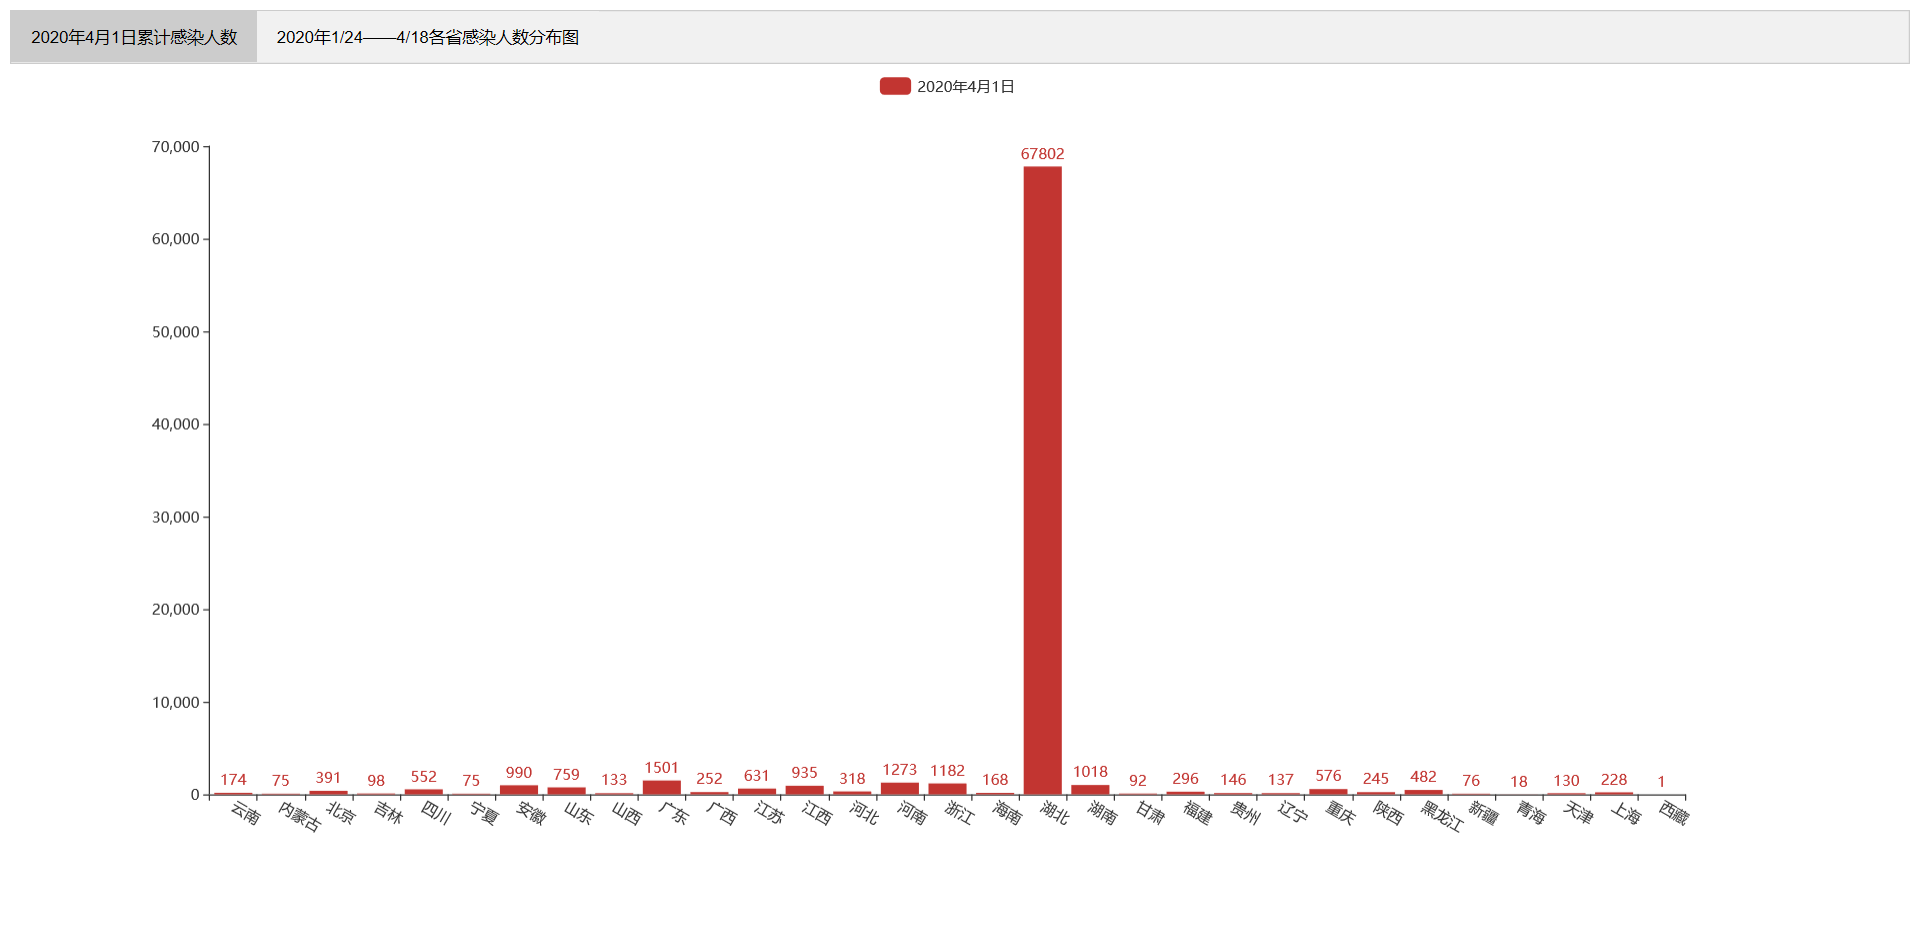 2020年4月1日累计感染人数
2020年1/24——4/18各省感染人数分布图
2020年4月1日
70,000
60,000
50,000
40,000
30,000
20,000
10,000
0
67802
174 75 391 98 552 75 990 759 133 1501 252 631 935 318 1273 1182 168 1018 92 296 146 137 576 245 482 76 18 130 228 1
云南 内蒙古 北京 吉林 四川 宁夏 安徽 山东 山西 广东 广西 江苏 江西 河北 河南 浙江 海南 湖北 湖南 甘肃 福建 贵州 辽宁 重庆 陕西 黑龙江 新疆 青海 天津 上海 西藏